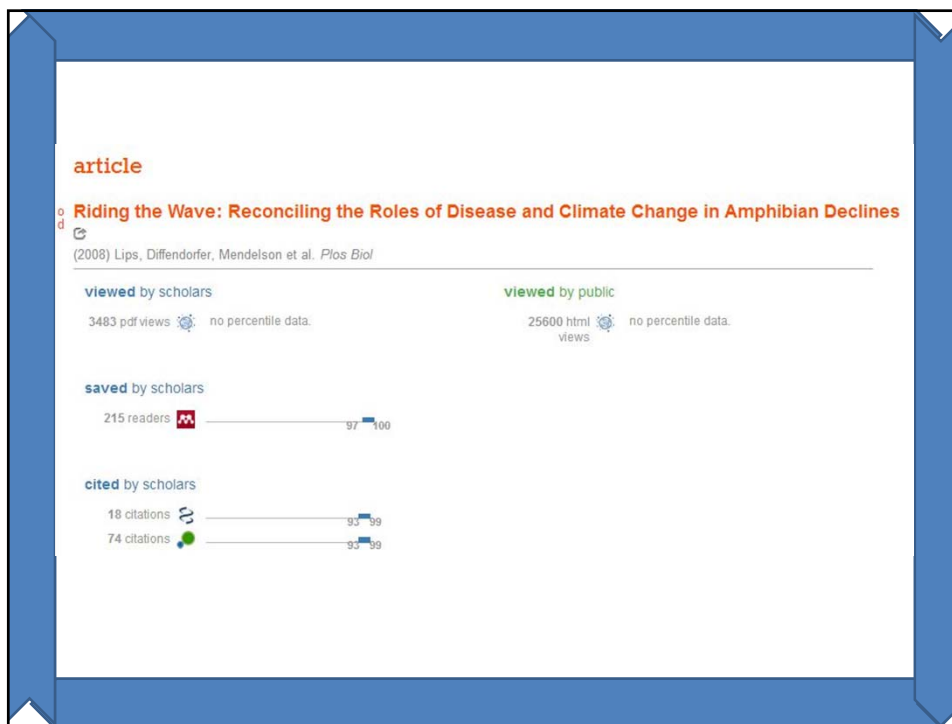 article
o
d
Riding the Wave: Reconciling the Roles of Disease and Climate Change in Amphibian Declines
(2008) Lips, Diffendorfer, Mendelson et al. Plos Biol
viewed by scholars
3483 pdf views no percentile data.
viewed by public
25600 html no percentile data.
views
saved by scholars
215 readers 97 100
cited by scholars
18 citations 93 99
74 citations 93 99